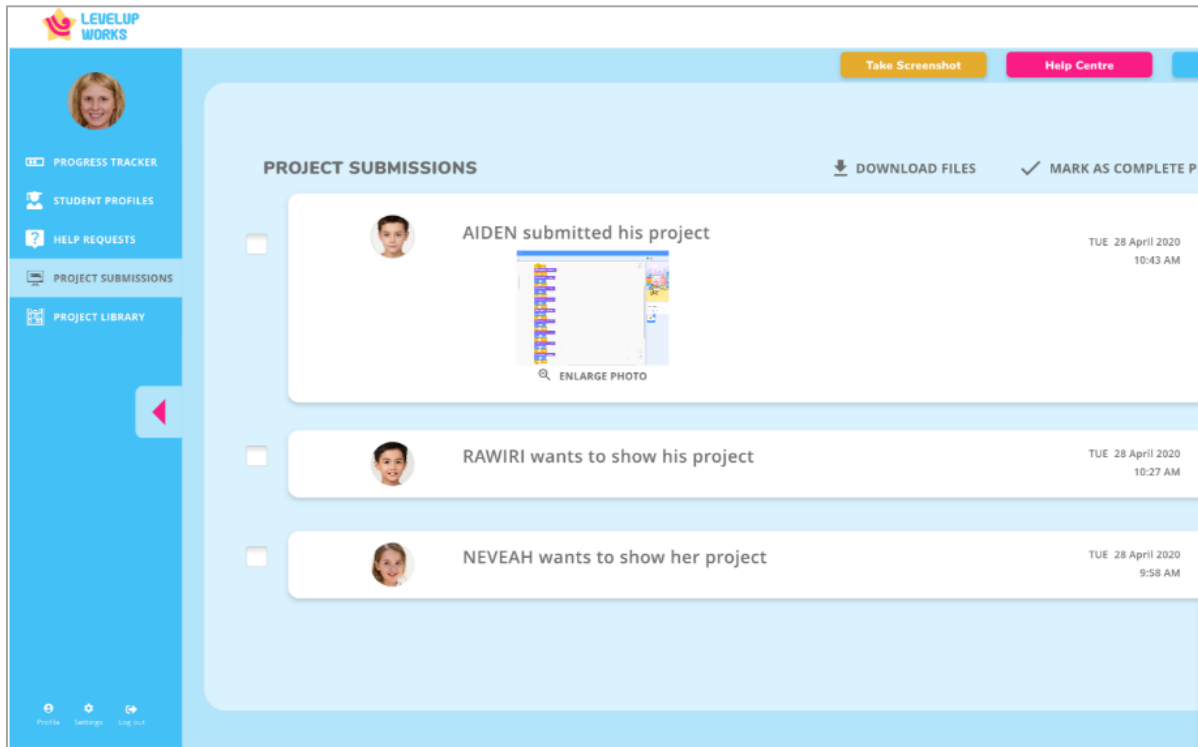 LEVELUP
WORKS
Take Screenshot
Help Centre
PROGRESS TRACKER
STUDENT PROFILES
HELP REQUESTS
PROJECT SUBMISSIONS
PROJECT LIBRARY
PROJECT SUBMISSIONS
DOWNLOAD FILES
MARK AS COMPLETE P
AIDEN submitted his project
TUE 28 April 2020
10:43 AM
ENLARGE PHOTO
RAWIRI wants to show his project
TUE 28 April 2020
10:27 AM
NEVEAH wants to show her project
TUE 28 April 2020
9:58 AM
Profile Settings Log out